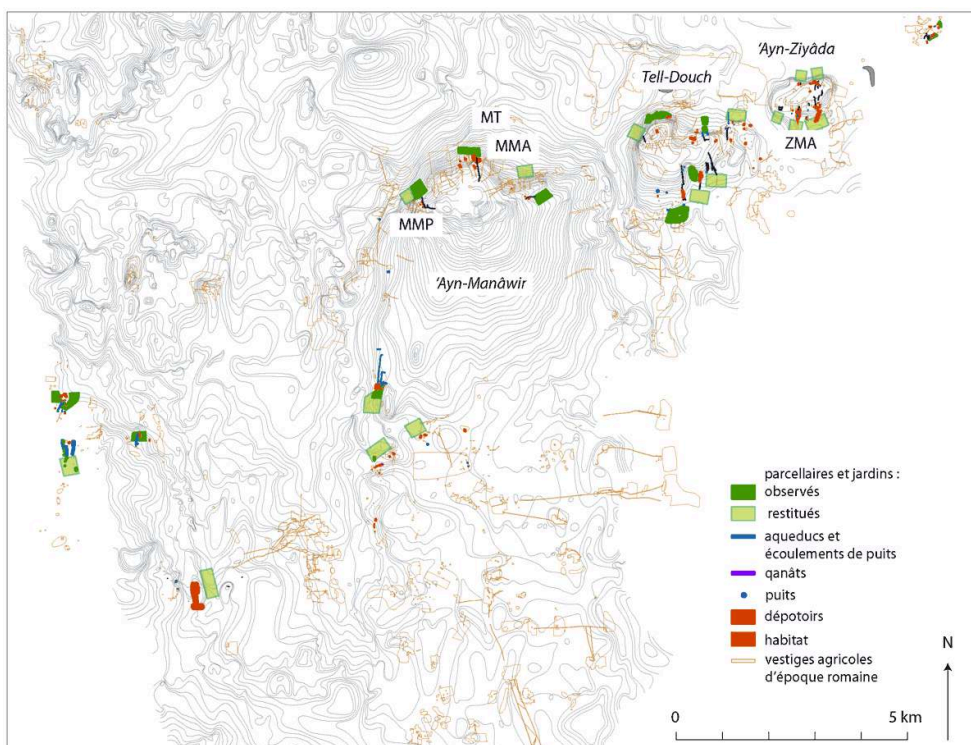 'Ayn-Ziyâda
Tell-Douch
MT
MMA
ZMA
MMP
'Ayn-Manâwir
parcellaires et jardins :
observés
restitués
aqueducs et
écoulements de puits
qanâts
puits
dépotoirs
habitat
vestiges agricoles
d'époque romaine
N
0 5 km